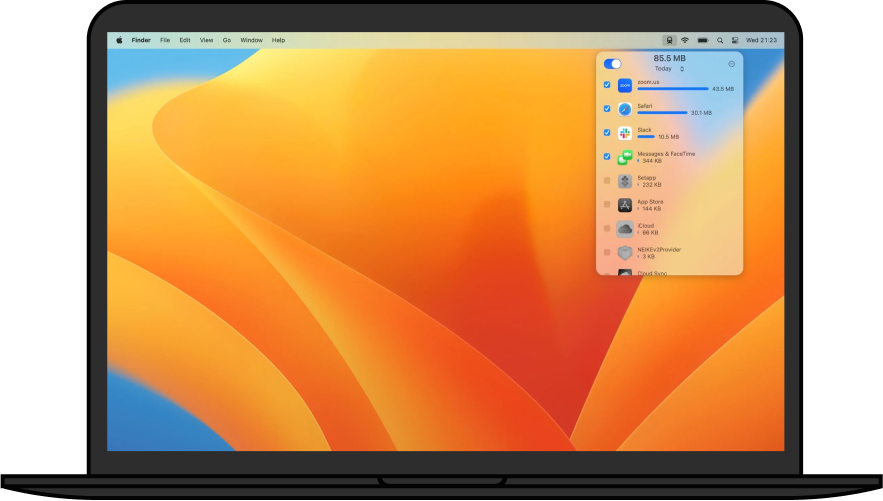 Finder File Edit View Go Window Help Wed 21:23
85.5 MB
Today
zoom
zoom.us
43.5 MB
Safari
30.1 MB
Slack
10.5 MB
Messages & FaceTime
344 KB
Setapp
232 KB
App Store
144 KB
iCloud
66 KB
NEIKEv2Provider
3 KB
Cloud Sync